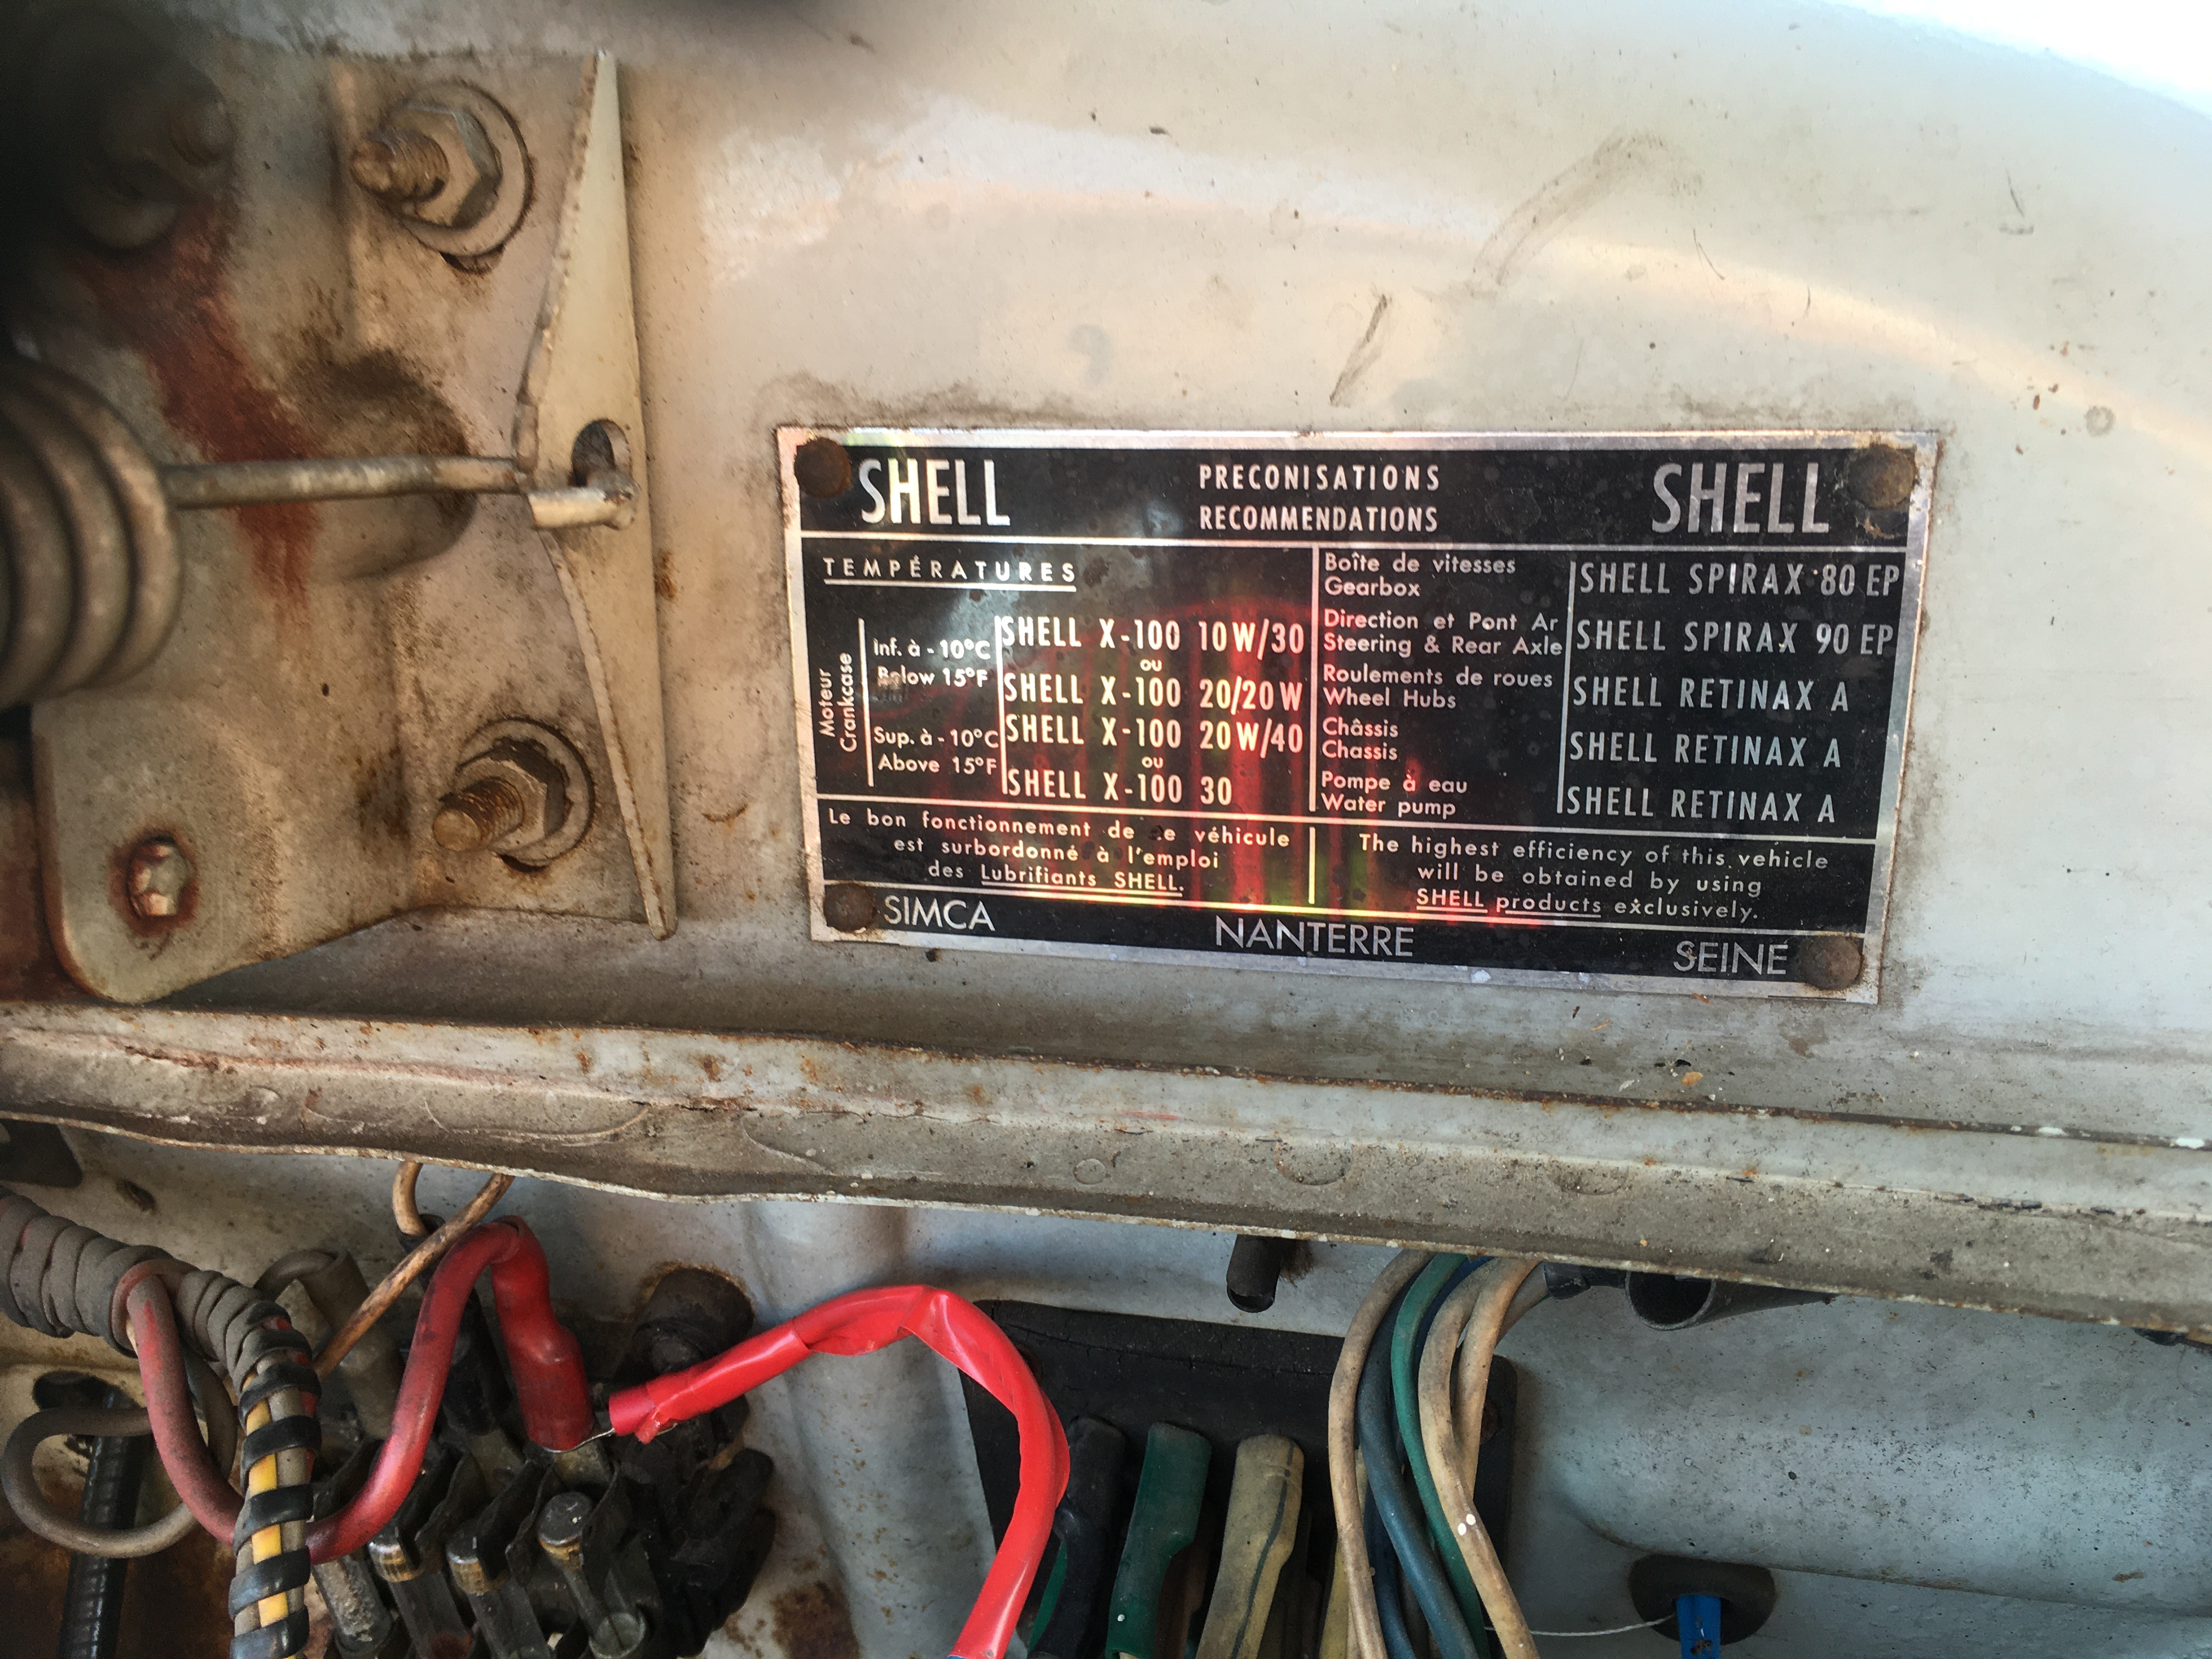 SHELL PRECONISATIONS SHELL
RECOMMENDATIONS
TEMPÉRATURES
Moteur
Crankcase
Inf. à - 10°C
Below 15°F
SHELL X-100 10W/30
ou
SHELL X-100 20/20W
Sup. à - 10°C
Above 15°F
SHELL X-100 20W/40
ou
SHELL X-100 30
Boîte de vitesses
Gearbox
SHELL SPIRAX 80 EP
Direction et Pont Ar
Steering & Rear Axle
SHELL SPIRAX 90 EP
Roulements de roues
Wheel Hubs
SHELL RETINAX A
Châssis
Chassis
SHELL RETINAX A
Pompe à eau
Water pump
SHELL RETINAX A
Le bon fonctionnement de ce véhicule
est surbordonné à l'emploi
des Lubrifiants SHELL.
The highest efficiency of this vehicle
will be obtained by using
SHELL products exclusively.
SIMCA NANTERRE SEINE